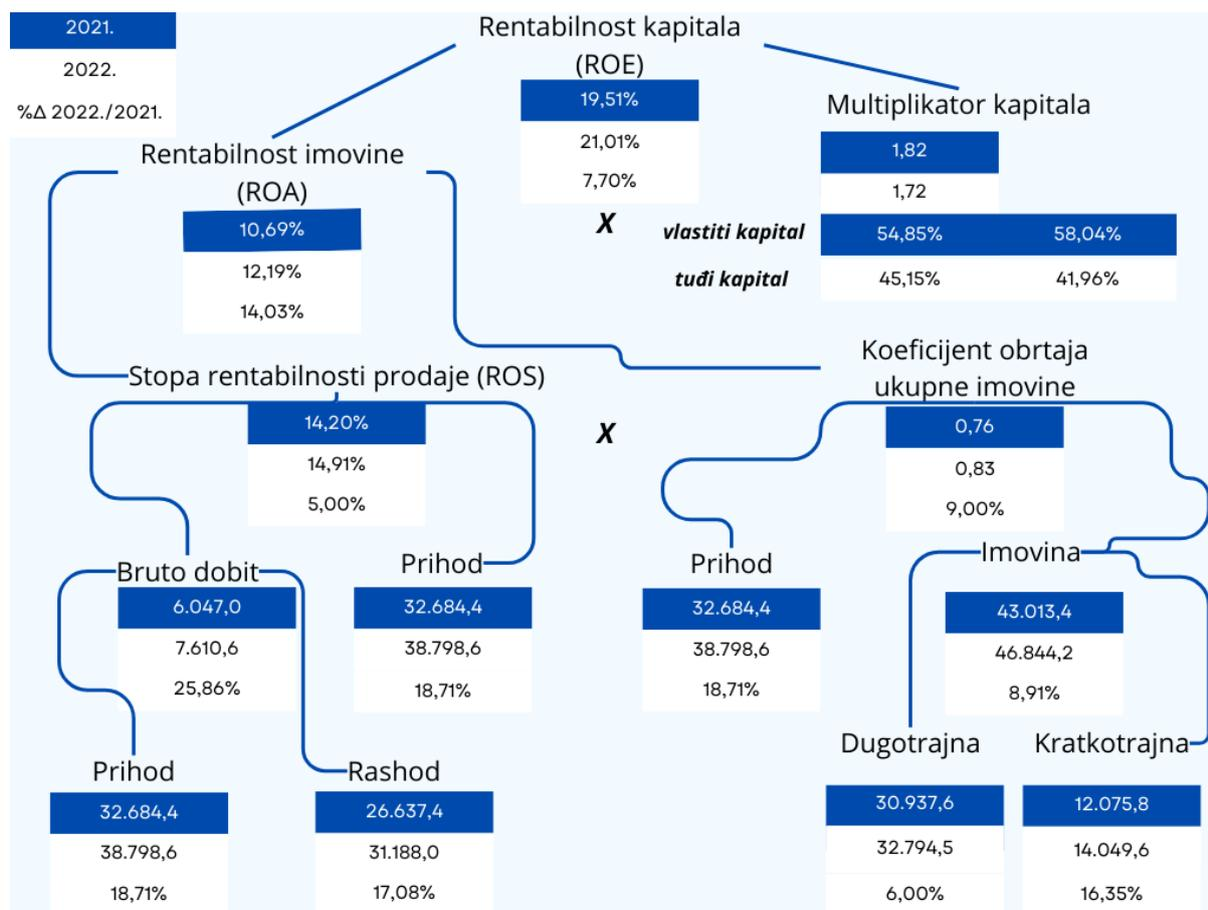 2021.
2022.
%Δ 2022./2021.
Rentabilnost kapitala
(ROE)
19,51%
21,01%
7,70%
Multiplikator kapitala
1,82
1,72
Rentabilnost imovine
(ROA)
10,69%
12,19%
14,03%
X
vlastiti kapital 54,85% 58,04%
tuđi kapital 45,15% 41,96%
Stopa rentabilnosti prodaje (ROS)
14,20%
14,91%
5,00%
X
Koeficijent obrtaja
ukupne imovine
0,76
0,83
9,00%
Bruto dobit
6.047,0
7.610,6
25,86%
Prihod
32.684,4
38.798,6
18,71%
Prihod
32.684,4
38.798,6
18,71%
Imovina
43.013,4
46.844,2
8,91%
Prihod
32.684,4
38.798,6
18,71%
Rashod
26.637,4
31.188,0
17,08%
Dugotrajna
30.937,6
32.794,5
6,00%
Kratkotrajna
12.075,8
14.049,6
16,35%